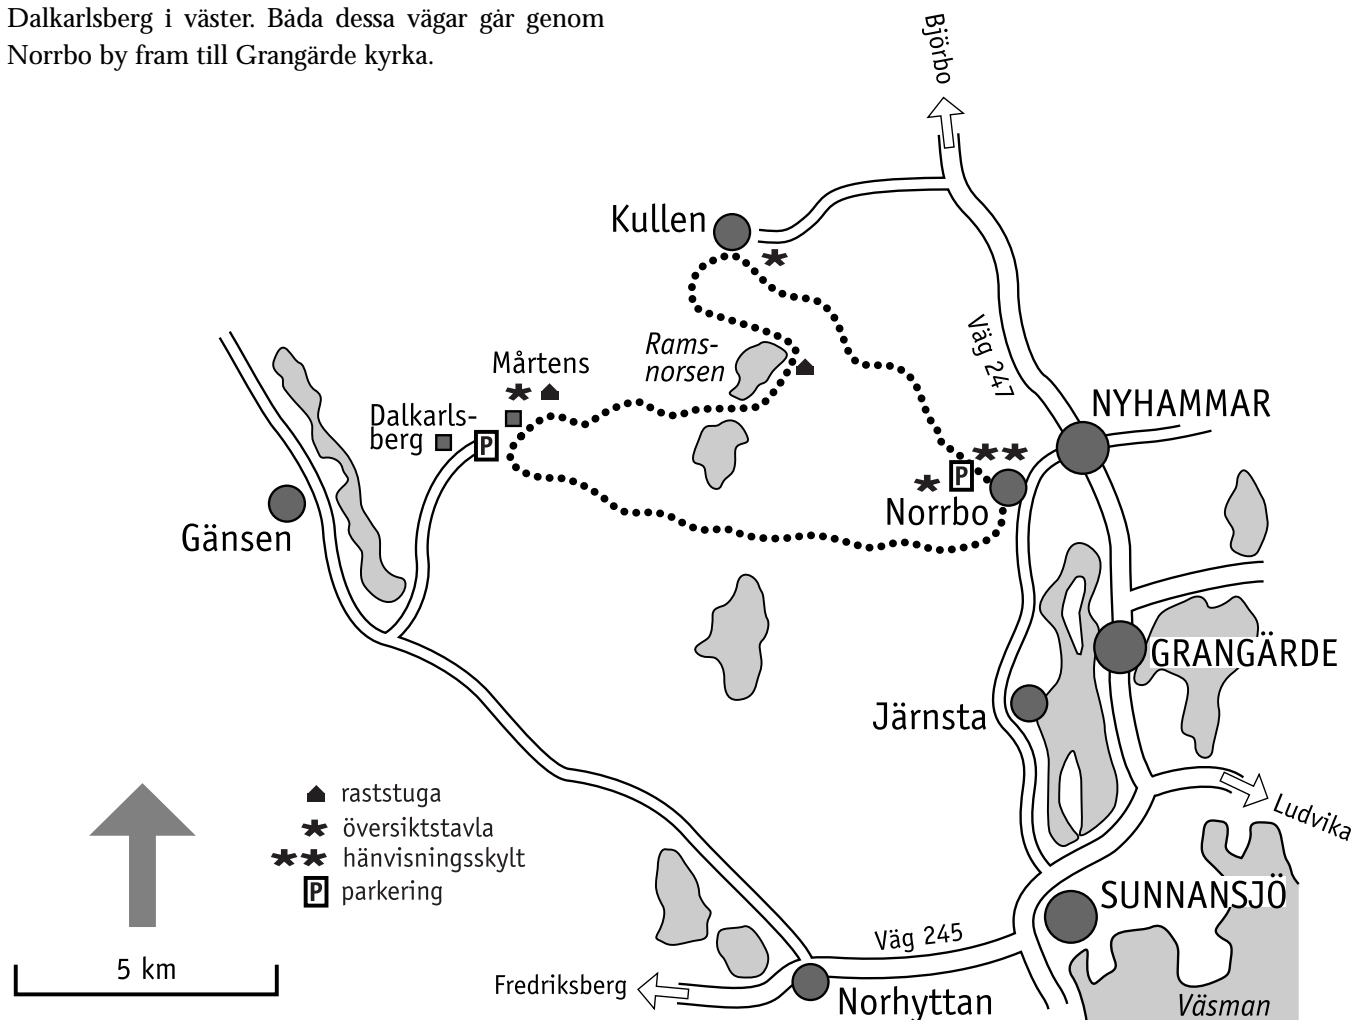 Dalkarlsberg i väster. Båda dessa vägar går genom
Norrbo by fram till Grangärde kyrka.
Björbo
Kullen
Rams-
norsen
Väg 247
Mårtens
Dalkarls-
berg
P
NYHAMMAR
P
Norrbo
Gänsen
GRANGÄRDE
Järnsta
raststuga
översiktstavla
hänvisningsskylt
P parkering
Ludvika
SUNNANSJÖ
Väg 245
5 km
Fredriksberg
Norhyttan
Väsman